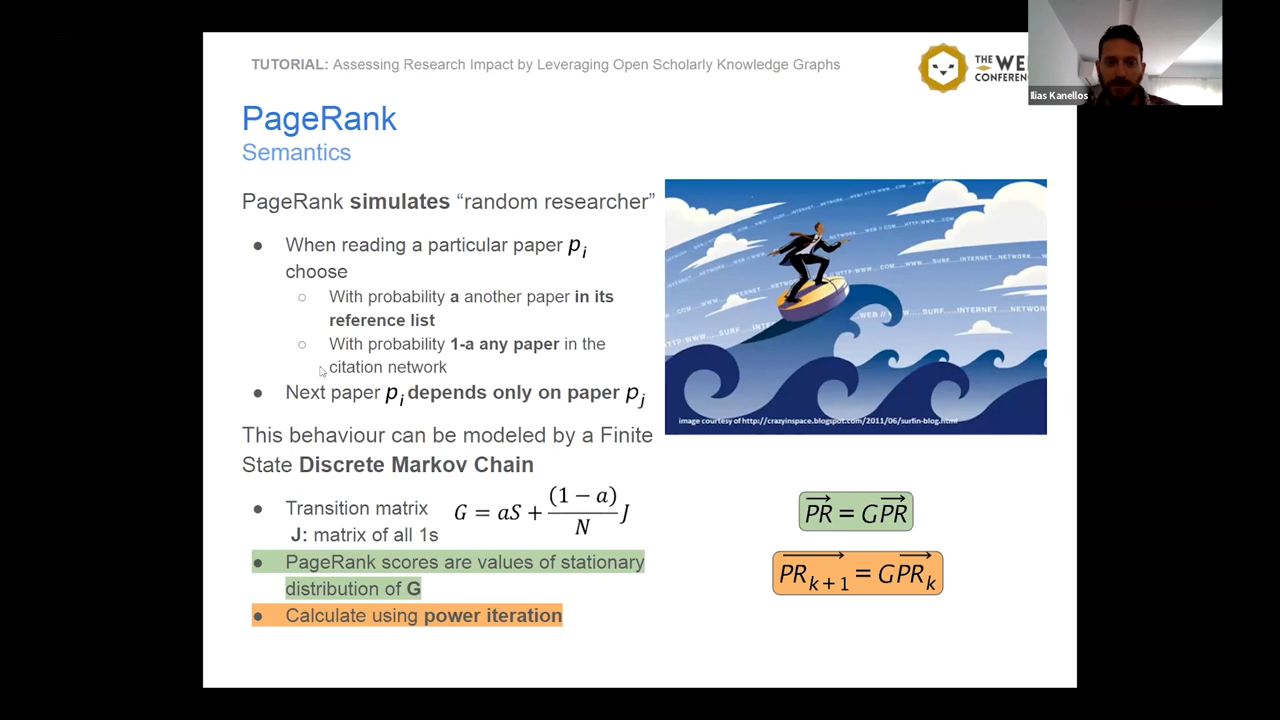 TUTORIAL: Assessing Research Impact by Leveraging Open Scholarly Knowledge Graphs
THE WE
CONFEREN
Ilias Kanellos
PageRank
Semantics
PageRank simulates “random researcher”
● When reading a particular paper p_i
choose
○ With probability a another paper in its
reference list
○ With probability 1-a any paper in the
citation network
● Next paper p_i depends only on paper p_j
This behaviour can be modeled by a Finite
State Discrete Markov Chain
● Transition matrix G = aS + (1 − a)/N J
J: matrix of all 1s
● PageRank scores are values of stationary
distribution of G
● Calculate using power iteration
image courtesy of http://crazyinspace.blogspot.com/2011/06/surfin-blog.html
PR = GPR
PR_k+1 = GPR_k